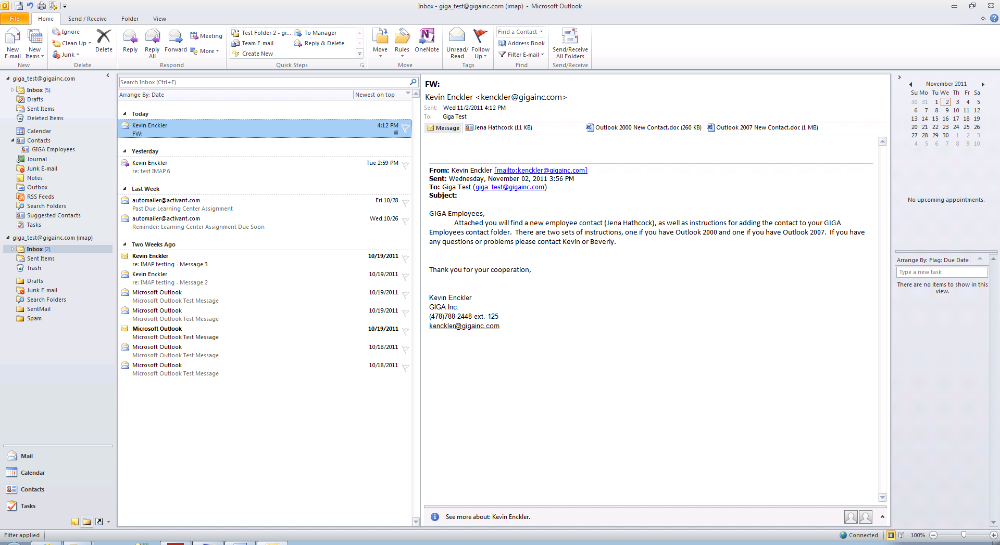 Inbox - giga_test@gigainc.com (imap) - Microsoft Outlook
File Home Send / Receive Folder View
New E-mail
New Items
New
Ignore
Clean Up
Junk
Delete
Delete
Reply
Reply All
Forward
Meeting
More
Respond
Test Folder 2 - gi...
Team E-mail
Create New
To Manager
Reply & Delete
Quick Steps
Move
Rules
OneNote
Move
Unread/ Read
Follow Up
Tags
Find a Contact
Address Book
Filter E-mail
Find
Send/Receive All Folders
Send/Receive
giga_test@gigainc.com
Inbox (5)
Drafts
Sent Items
Deleted Items
Calendar
Contacts
GIGA Employees
Journal
Junk E-mail
Notes
Outbox
RSS Feeds
Search Folders
Suggested Contacts
Tasks
giga_test@gigainc.com (imap)
Inbox (2)
Sent Items
Trash
Drafts
Junk E-mail
Search Folders
SentMail
Spam
Mail
Calendar
Contacts
Tasks
Search Inbox (Ctrl+E)
Arrange By: Date Newest on top
Today
Kevin Enckler 4:12 PM
FW:
Yesterday
Kevin Enckler Tue 2:59 PM
re: test IMAP 6
Last Week
automailer@activant.com Fri 10/28
Past Due Learning Center Assignment
automailer@activant.com Wed 10/26
Reminder: Learning Center Assignment Due Soon
Two Weeks Ago
Kevin Enckler 10/19/2011
re: IMAP testing - Message 3
Kevin Enckler 10/19/2011
re: IMAP testing - Message 2
Microsoft Outlook 10/19/2011
Microsoft Outlook Test Message
Microsoft Outlook 10/19/2011
Microsoft Outlook Test Message
Microsoft Outlook 10/19/2011
Microsoft Outlook Test Message
Microsoft Outlook 10/18/2011
Microsoft Outlook Test Message
Microsoft Outlook 10/18/2011
Microsoft Outlook Test Message
FW:
Kevin Enckler <kenckler@gigainc.com>
Sent: Wed 11/2/2011 4:12 PM
To: Giga Test
Message Jena Hathcock (11 KB) Outlook 2000 New Contact.doc (260 KB) Outlook 2007 New Contact.doc (1 MB)
From: Kevin Enckler [mailto:kenckler@gigainc.com]
Sent: Wednesday, November 02, 2011 3:56 PM
To: Giga Test (giga_test@gigainc.com)
Subject:
GIGA Employees,
Attached you will find a new employee contact (Jena Hathcock), as well as instructions for adding the contact to your GIGA
Employees contact folder. There are two sets of instructions, one if you have Outlook 2000 and one if you have Outlook 2007. If you have
any questions or problems please contact Kevin or Beverly.
Thank you for your cooperation,
Kevin Enckler
GIGA Inc.
(478)788-2448 ext. 125
kenckler@gigainc.com
See more about: Kevin Enckler.
November 2011
Su Mo Tu We Th Fr Sa
30 31 1 2 3 4 5
6 7 8 9 10 11 12
13 14 15 16 17 18 19
20 21 22 23 24 25 26
27 28 29 30 1 2 3
4 5 6 7 8 9 10
No upcoming appointments.
Arrange By: Flag: Due Date
Type a new task
There are no items to show in this
view.
Filter applied
Connected
100%